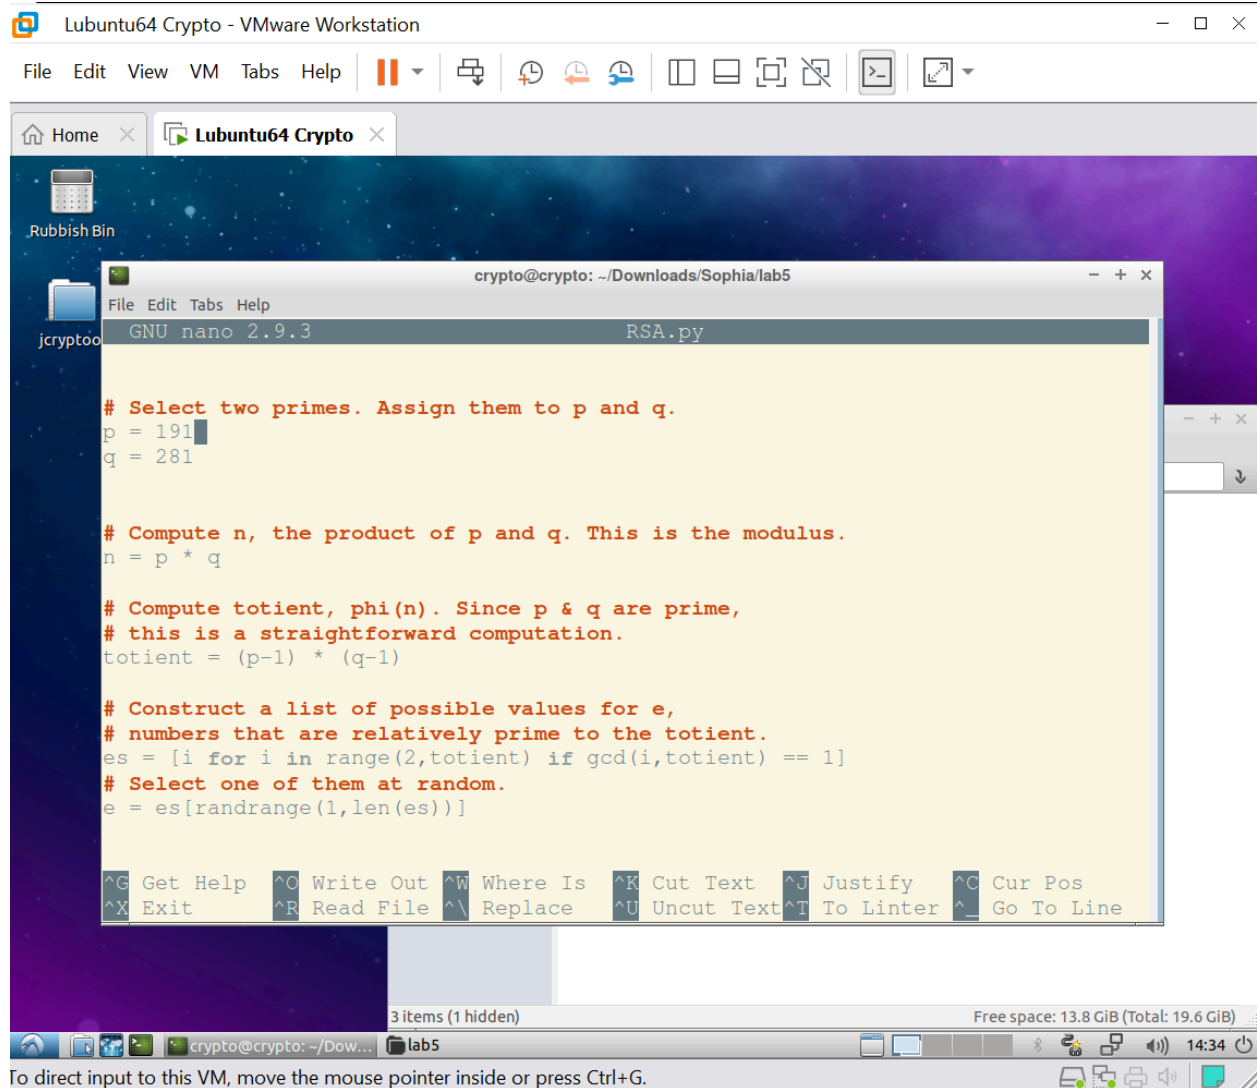 Lubuntu64 Crypto - VMware Workstation
File Edit View VM Tabs Help
Home
Lubuntu64 Crypto
Rubbish Bin
crypto@crypto: ~/Downloads/Sophia/lab5
File Edit Tabs Help
jcryptoo
GNU nano 2.9.3 RSA.py
# Select two primes. Assign them to p and q.
p = 191
q = 281
# Compute n, the product of p and q. This is the modulus.
n = p * q
# Compute totient, phi(n). Since p & q are prime,
# this is a straightforward computation.
totient = (p-1) * (q-1)
# Construct a list of possible values for e,
# numbers that are relatively prime to the totient.
es = [i for i in range(2,totient) if gcd(i,totient) == 1]
# Select one of them at random.
e = es[randrange(1,len(es))]
^G Get Help ^O Write Out ^W Where Is ^K Cut Text ^J Justify ^C Cur Pos
^X Exit ^R Read File ^\ Replace ^U Uncut Text ^T To Linter ^_ Go To Line
3 items (1 hidden) Free space: 13.8 GiB (Total: 19.6 GiB)
crypto@crypto: ~/Dow... lab5 14:34
To direct input to this VM, move the mouse pointer inside or press Ctrl+G.